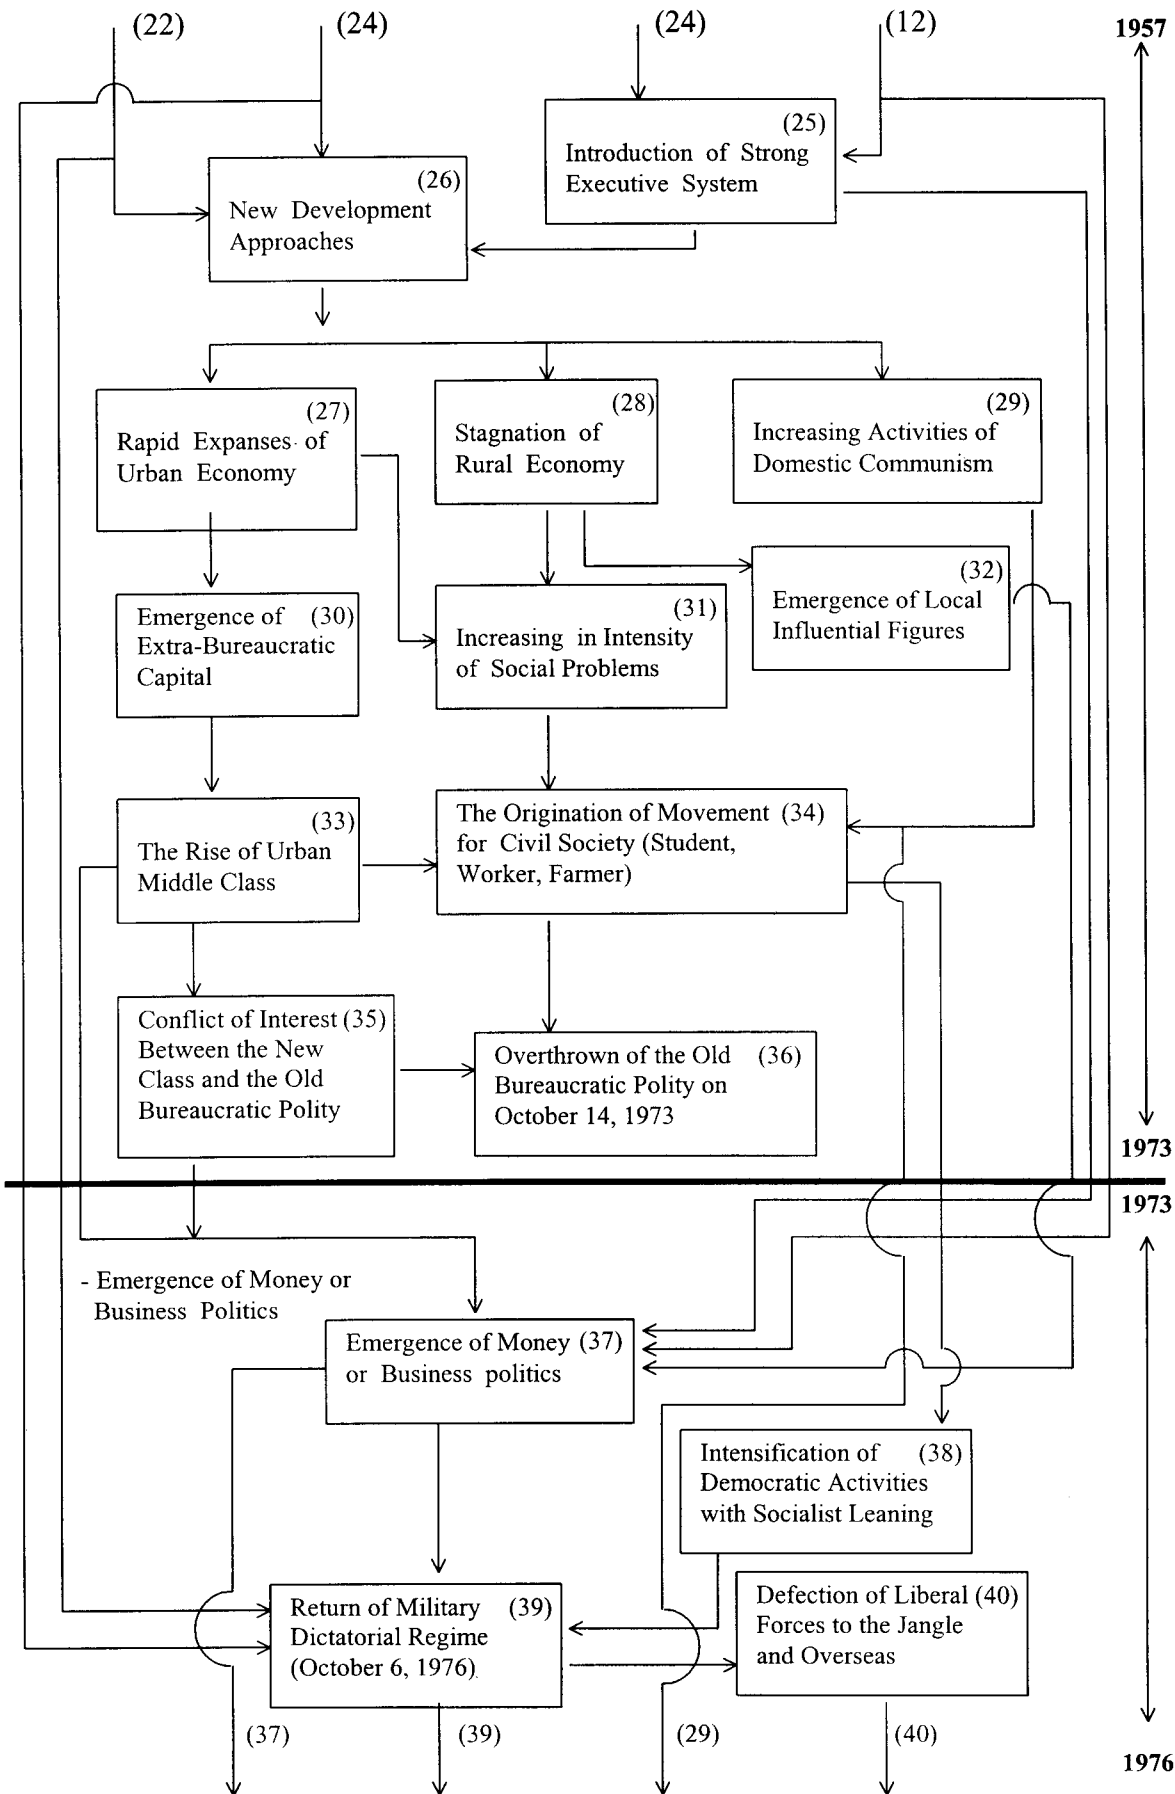 (22)
(24)
(24)
(12)
1957
(25)
Introduction of Strong
Executive System
(26)
New Development
Approaches
(27)
Rapid Expanses of
Urban Economy
(28)
Stagnation of
Rural Economy
(29)
Increasing Activities of
Domestic Communism
Emergence of (30)
Extra-Bureaucratic
Capital
(31)
Increasing in Intensity
of Social Problems
(32)
Emergence of Local
Influential Figures
(33)
The Rise of Urban
Middle Class
The Origination of Movement (34)
for Civil Society (Student,
Worker, Farmer)
Conflict of Interest (35)
Between the New
Class and the Old
Bureaucratic Polity
Overthrown of the Old (36)
Bureaucratic Polity on
October 14, 1973
1973
1973
- Emergence of Money or
Business Politics
Emergence of Money (37)
or Business politics
Intensification of (38)
Democratic Activities
with Socialist Leaning
Return of Military (39)
Dictatorial Regime
(October 6, 1976)
Defection of Liberal (40)
Forces to the Jangle
and Overseas
(37)
(39)
(29)
(40)
1976